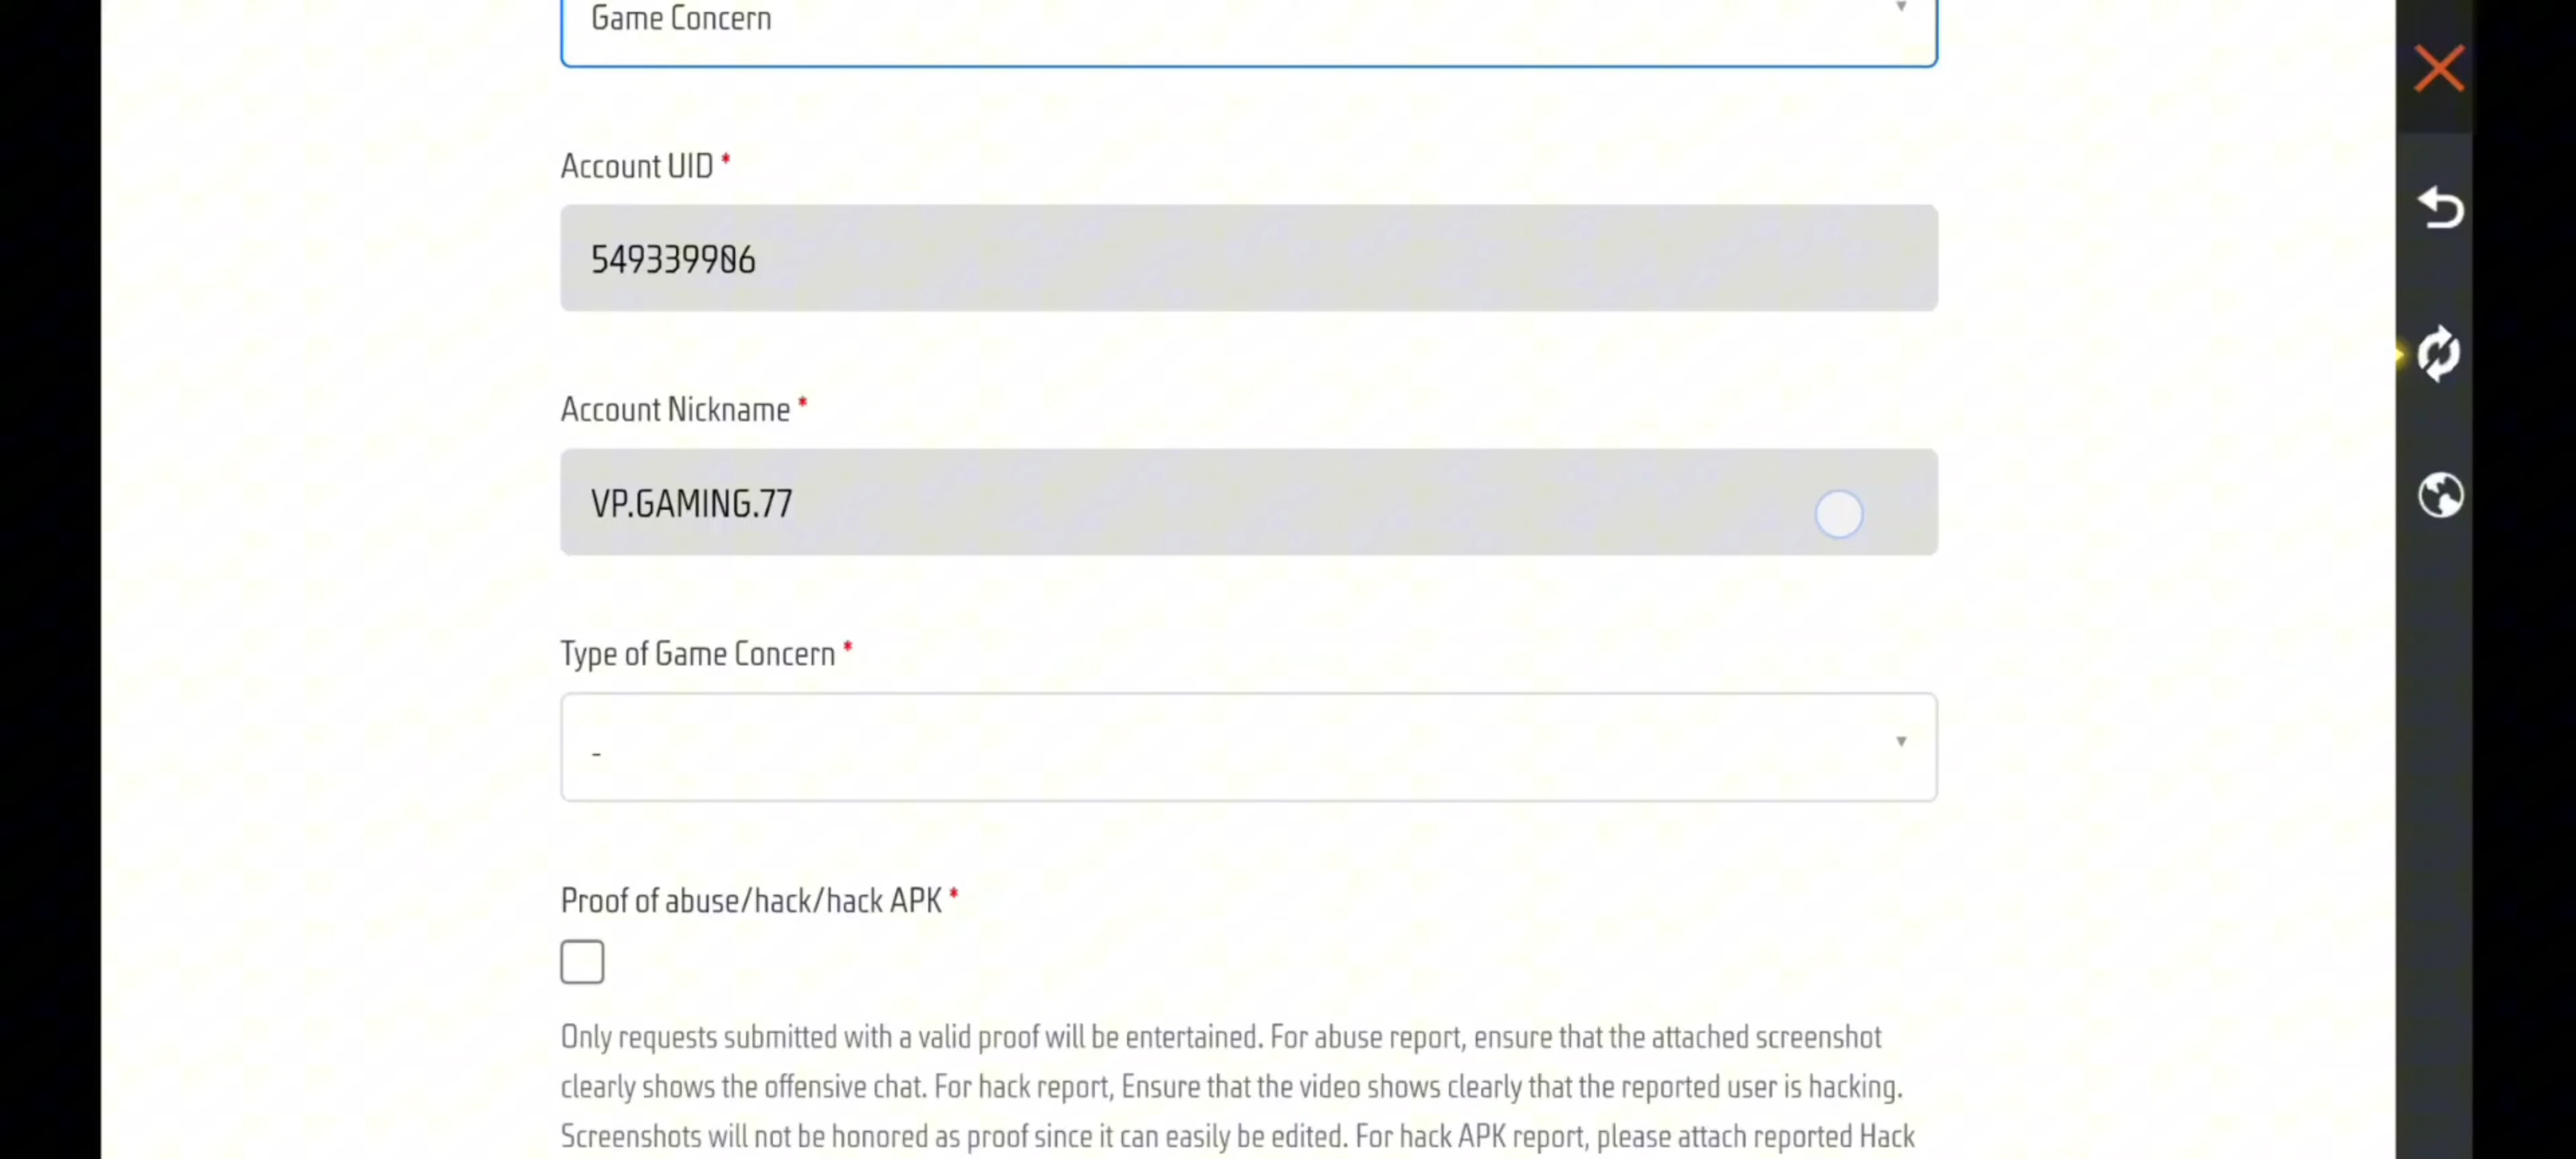 Game Concern
Account UID *
549339906
Account Nickname *
VP.GAMING.77
Type of Game Concern *
-
Proof of abuse/hack/hack APK *
Only requests submitted with a valid proof will be entertained. For abuse report, ensure that the attached screenshot
clearly shows the offensive chat. For hack report, Ensure that the video shows clearly that the reported user is hacking.
Screenshots will not be honored as proof since it can easily be edited. For hack APK report, please attach reported Hack